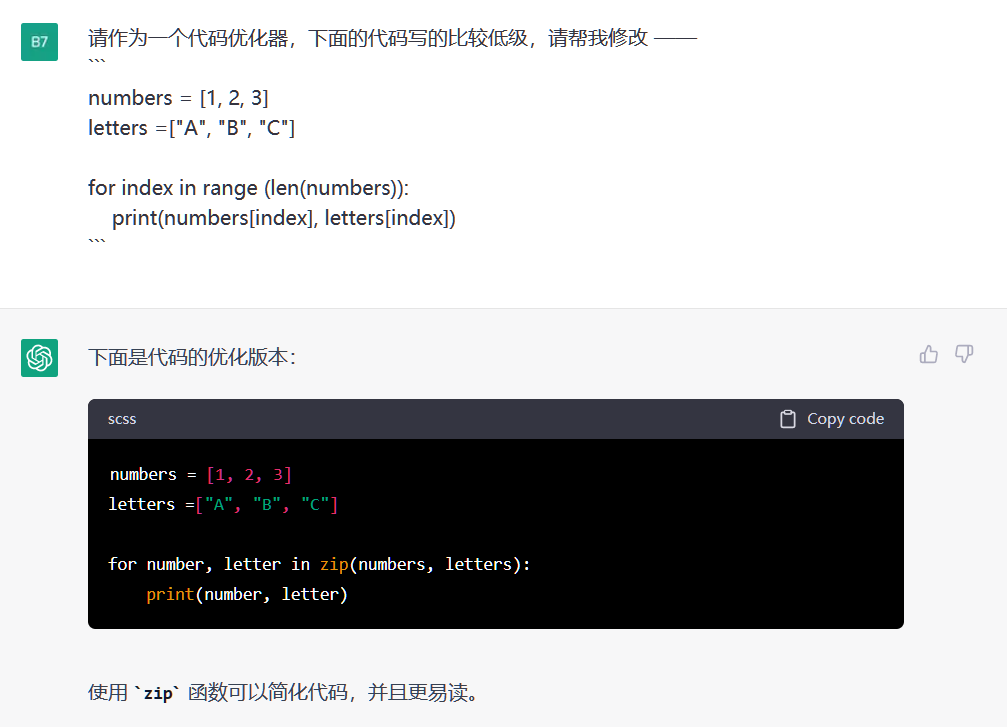 B7
请作为一个代码优化器，下面的代码写的比较低级，请帮我修改 ——
```
numbers = [1, 2, 3]
letters =["A", "B", "C"]
for index in range (len(numbers)):
    print(numbers[index], letters[index])
```
下面是代码的优化版本：
scss
Copy code
numbers = [1, 2, 3]
letters =["A", "B", "C"]
for number, letter in zip(numbers, letters):
    print(number, letter)
使用 `zip` 函数可以简化代码，并且更易读。